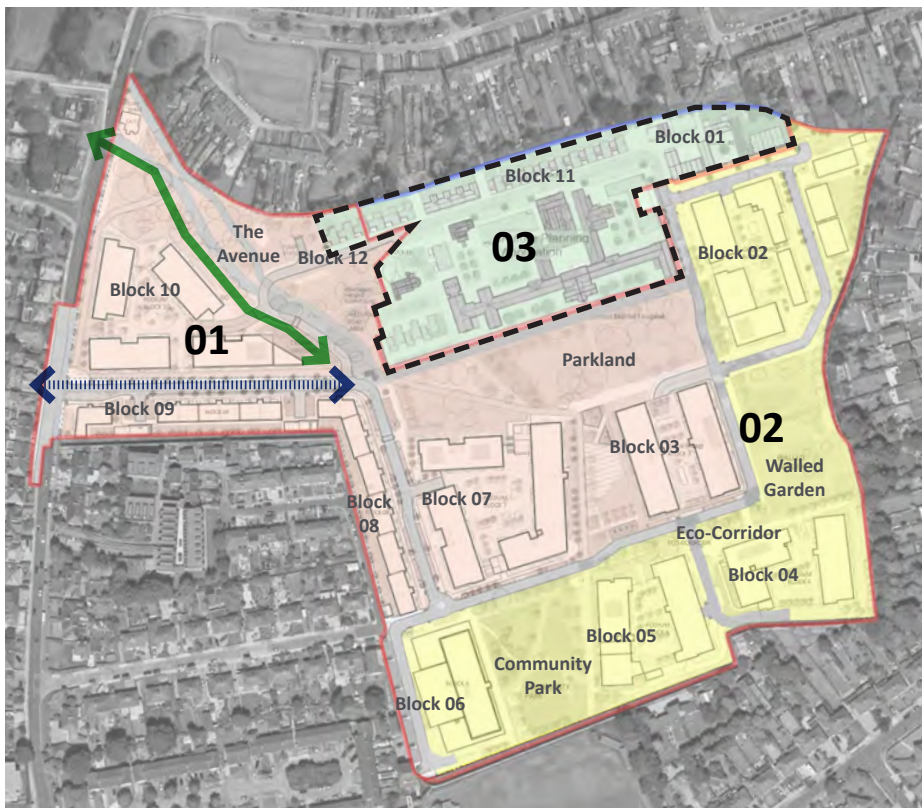 Block 01
Block 11
03
Planning
The
Avenue
Block 12
Block 02
Block 10
01
Parkland
Block 09
Block 03
02
Walled
Garden
Block 07
Block
08
Eco-Corridor
Block 04
Block 05
Community
Park
Block 06